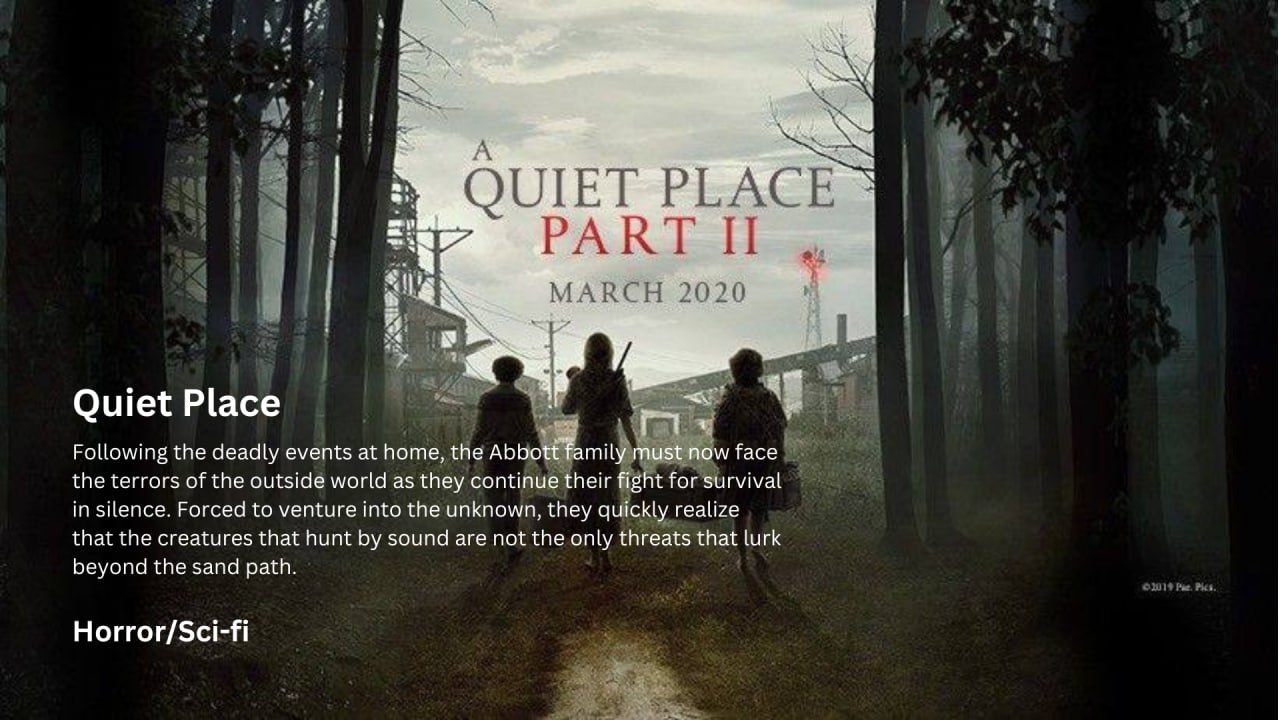 A
QUIET PLACE
PART II
MARCH 2020
Quiet Place
Following the deadly events at home, the Abbott family must now face
the terrors of the outside world as they continue their fight for survival
in silence. Forced to venture into the unknown, they quickly realize
that the creatures that hunt by sound are not the only threats that lurk
beyond the sand path.
©2019 Par. Pics.
Horror/Sci-fi